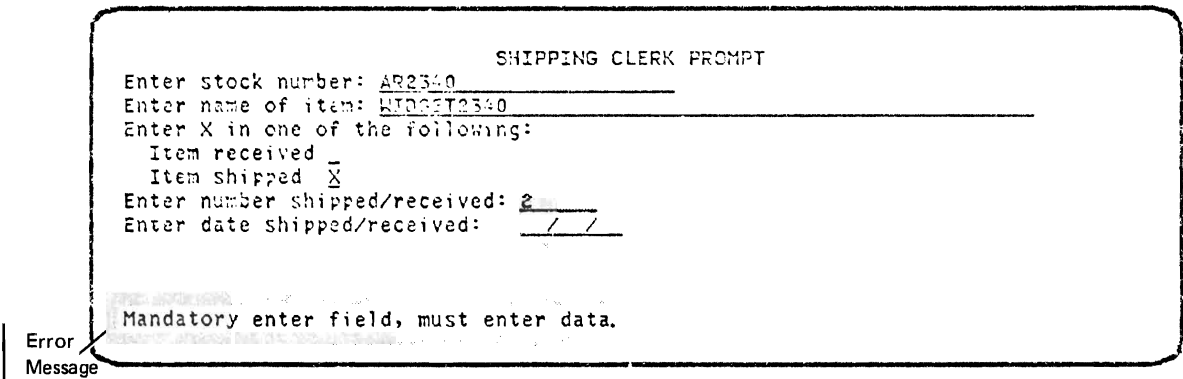 SHIPPING CLERK PROMPT
Enter stock number: AR2340
Enter name of item: WIDGET2340
Enter X in one of the following:
Item received _
Item shipped X
Enter number shipped/received: 2
Enter date shipped/received: / /
Mandatory enter field, must enter data.
Error
Message